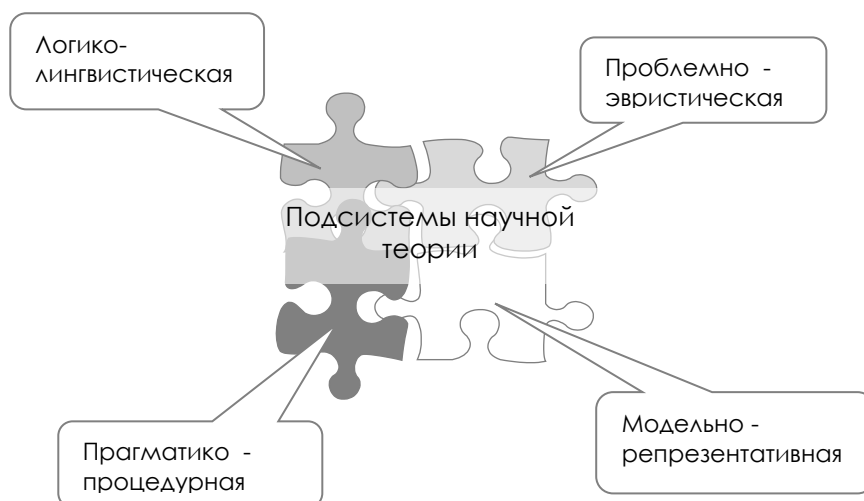 Логико-
лингвистическая
Проблемно -
эвристическая
Подсистемы научной
теории
Прагматико -
процедурная
Модельно -
репрезентативная